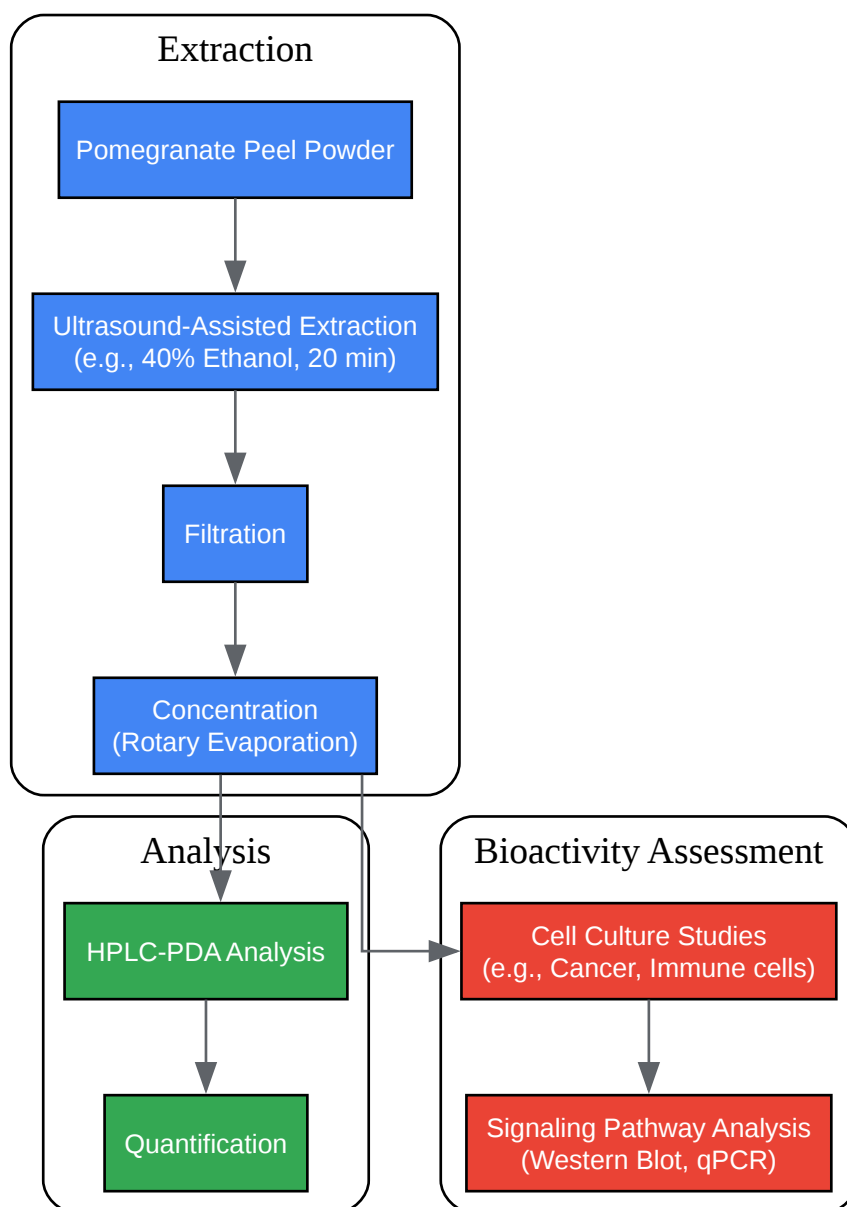 Extraction
Pomegranate Peel Powder
Ultrasound-Assisted Extraction
(e.g., 40% Ethanol, 20 min)
Filtration
Concentration
(Rotary Evaporation)
Analysis
HPLC-PDA Analysis
Quantification
Bioactivity Assessment
Cell Culture Studies
(e.g., Cancer, Immune cells)
Signaling Pathway Analysis
(Western Blot, qPCR)